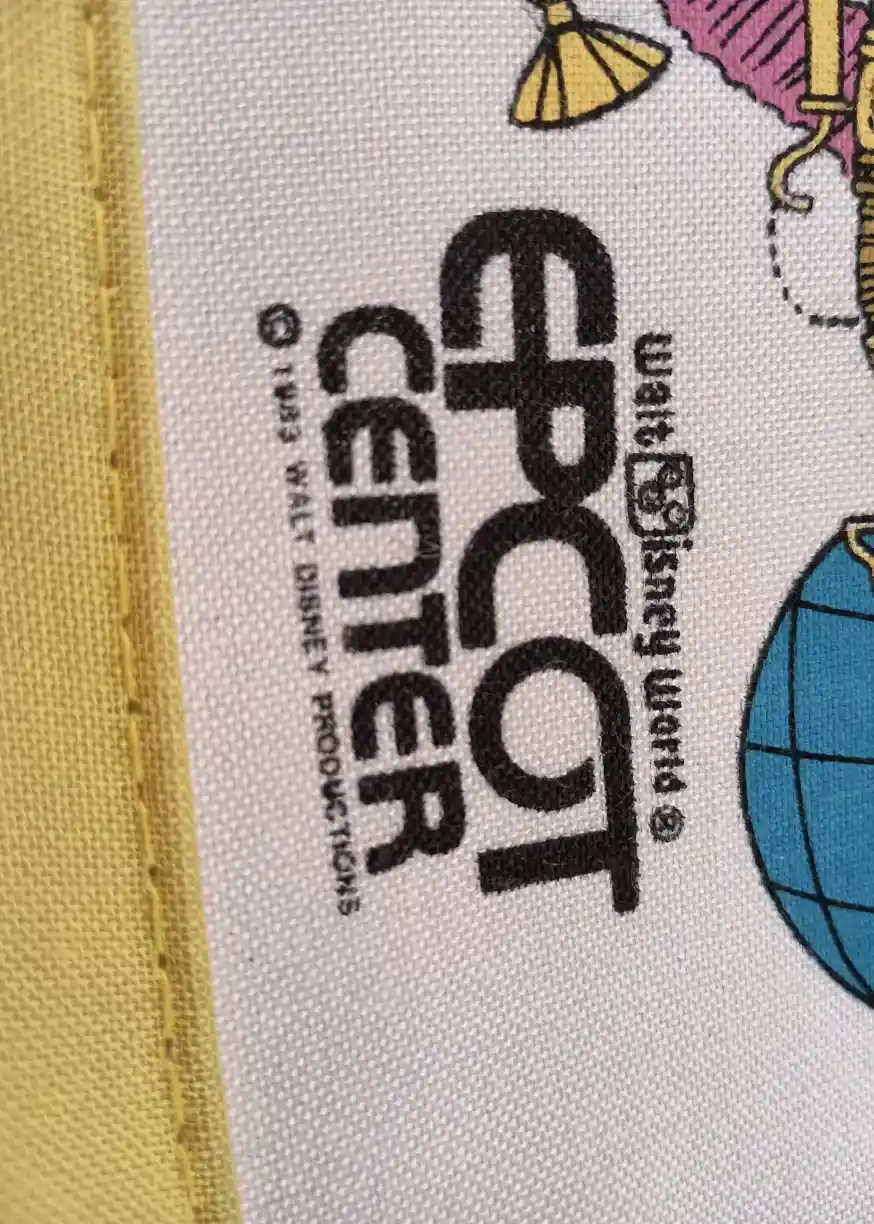 Walt Disney World ®
EPCOT
CENTER
© 1983 WALT DISNEY PRODUCTIONS